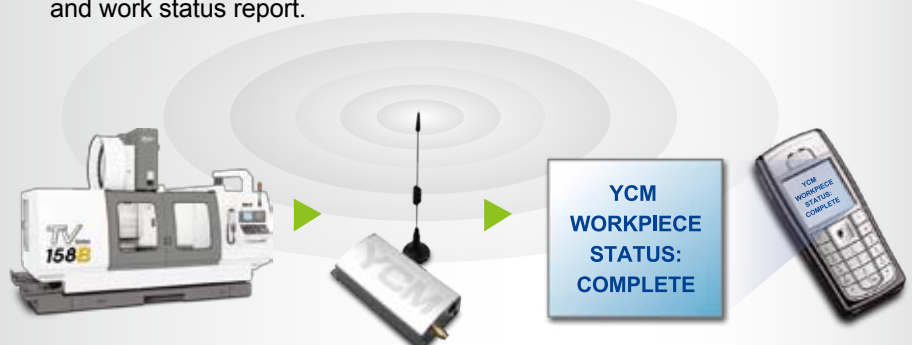 and work status report.
TV
158B
YCM
YCM
WORKPIECE
STATUS:
COMPLETE
YCM
WORKPIECE
STATUS:
COMPLETE